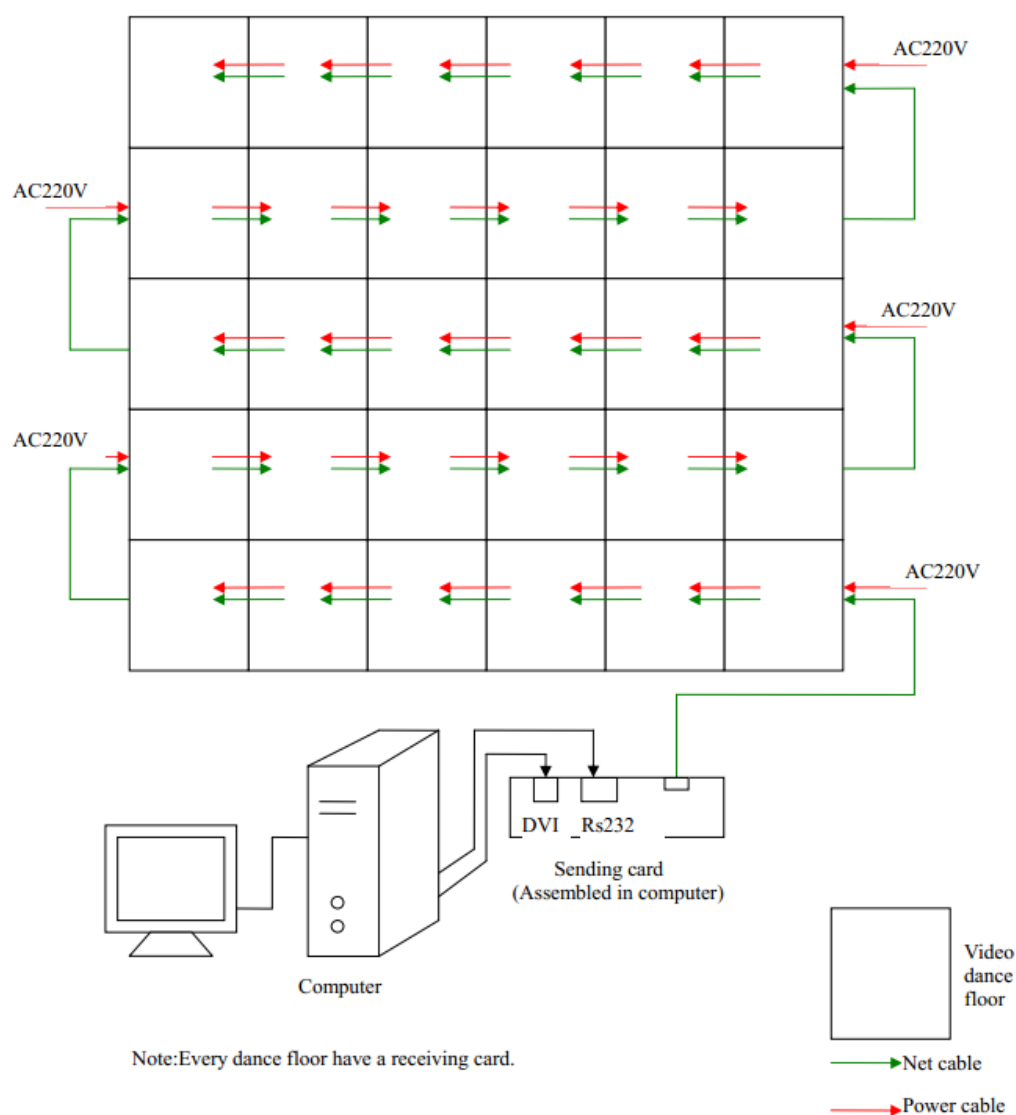 AC220V
AC220V
AC220V
AC220V
AC220V
DVI
Rs232
Sending card
(Assembled in computer)
Computer
Video
dance
floor
Note:Every dance floor have a receiving card.
Net cable
Power cable